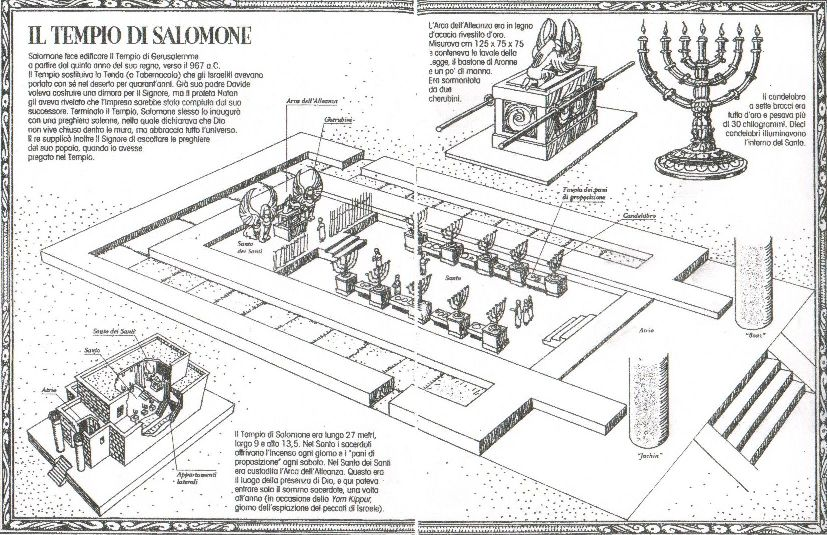 IL TEMPIO DI SALOMONE
Salomone fece edificare il Tempio di Gerusalemme
a partire dal quinto anno del suo regno, verso il 967 a C.
Il Tempio sostituiva la Tenda (o Tabernacolo) che gli Israeliti avevano
portato con sé nel deserto per quarant'anni. Già suo padre Davide
voleva costruire una dimora per il Signore, ma il profeta Natan
gli aveva rivelato che l'impresa sarebbe stata compiuta dal suo
successore. Terminato il Tempio, Salomone stesso lo inaugurò
con una preghiera solenne, nella quale dichiarava che Dio
non vive chiuso dentro le mura, ma abbraccia tutto l'universo.
E lo supplicò inoltre il Signore di ascoltare le preghiere
del suo popolo, quando lo avesse
pregato nel Tempio.
L'Arca dell'Alleanza era in legno
d'acacia rivestito d'oro.
Misurava cm 125 x 75 x 75
e conteneva le tavole della
Legge, il bastone di Aronne
e un po' di manna.
Era sormontata
da due
cherubini.
Il candelabro
a sette bracci era
tutto d'oro e pesava più
di 30 chilogrammi. Dieci
candelabri illuminavano
l'interno del Santo.
Arca dell'Alleanza
Cherubino
Tavola dei pani
di proposizione
Candelabro
Santo
dei Santi
Santo
Atrio
"Boaz"
"Jachin"
Santo dei Santi
Santo
Atrio
Appartamenti
laterali
Il Tempio di Salomone era lungo 27 metri,
largo 9 e alto 13,5. Nel Santo i sacerdoti
offrivano l'incenso ogni giorno e i "pani di
proposizione" ogni sabato. Nel Santo dei Santi
era custodita l'Arca dell'Alleanza. Questo era
il luogo della presenza di Dio, e qui poteva
entrare solo il sommo sacerdote, una volta
all'anno (in occasione dello Yom Kippur,
giorno dell'espiazione dei peccati di Israele).